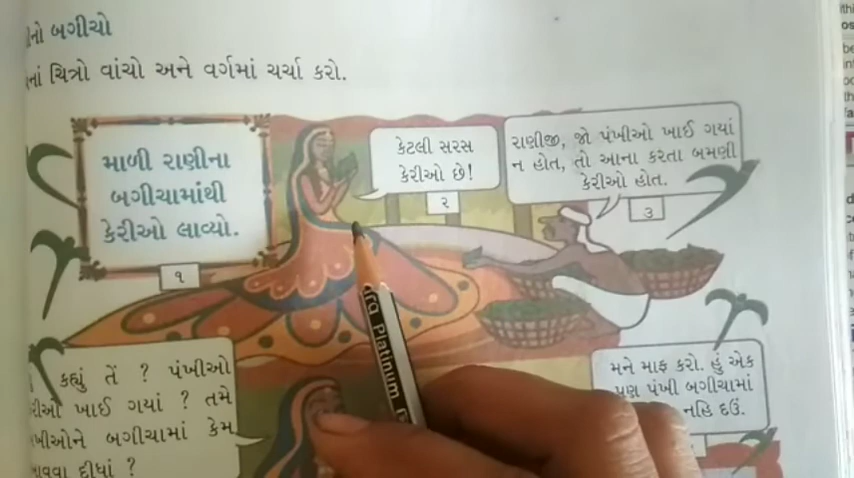 બગીચો
ચિત્રો વાંચો અને વર્ગમાં ચર્ચા કરો.
માળી રાણીના
બગીચામાંથી
કેરીઓ લાવ્યો.
૧
કેટલી સરસ
કેરીઓ છે!
૨
રાણીજી, જો પંખીઓ ખાઈ ગયાં
ન હોત, તો આના કરતા બમણી
કેરીઓ હોત.
૩
કહ્યું તેં ? પંખીઓ
ખાઈ ગયાં ? તમે
બગીચામાં કેમ
દીધાં ?
મને માફ કરો. હું એક
પણ પંખી બગીચામાં
નહિ દઉં.
Platinum